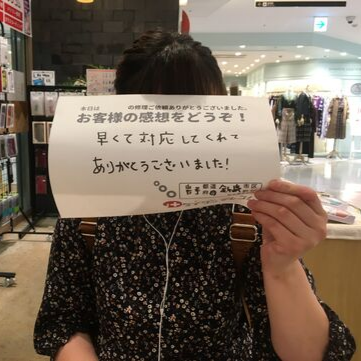 本日は の修理ご依頼ありがとうございました。
お客様の感想をどうぞ！
早くて対応してくれて
ありがとうございました!